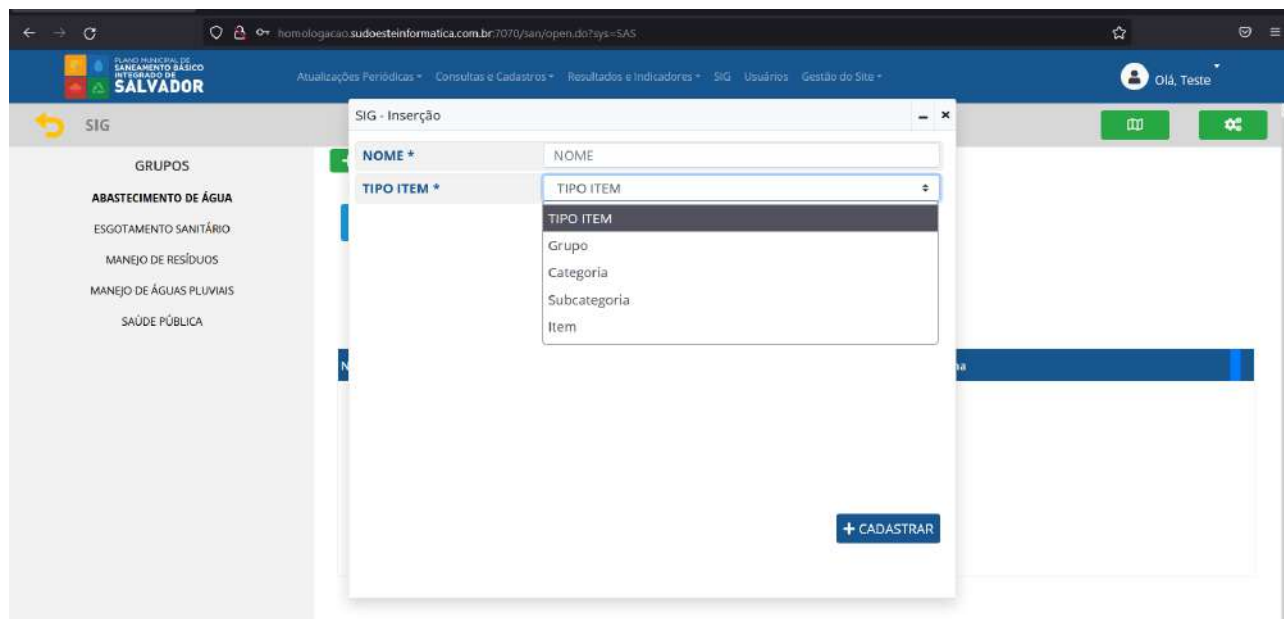 homologacao.sudoesteinformatica.com.br:7070/san/open.do?sys=SAS
PLANO MUNICIPAL DE
SANEAMENTO BÁSICO
INTEGRADO DE
SALVADOR
Atualizações Periódicas Consultas e Cadastros Resultados e Indicadores SIG Usuários Gestão do Site
Olá, Teste
SIG
SIG - Inserção
GRUPOS
ABASTECIMENTO DE ÁGUA
ESGOTAMENTO SANITÁRIO
MANEJO DE RESÍDUOS
MANEJO DE ÁGUAS PLUVIAIS
SAÚDE PÚBLICA
NOME * NOME
TIPO ITEM * TIPO ITEM
TIPO ITEM
Grupo
Categoria
Subcategoria
Item
+ CADASTRAR